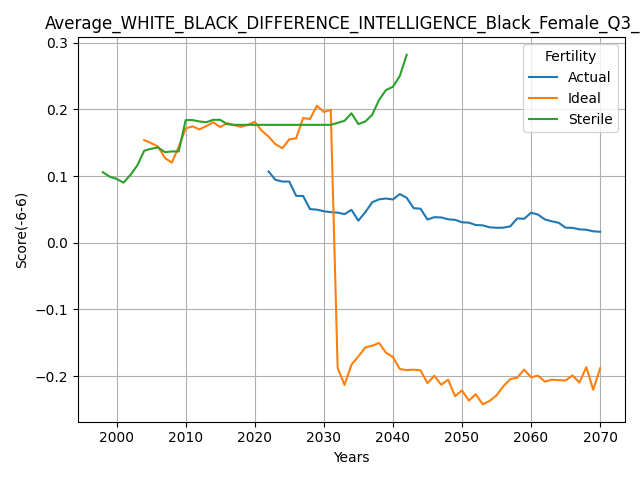 Average_WHITE_BLACK_DIFFERENCE_INTELLIGENCE_Black_Female_Q3_
0.3
0.2
0.1
0.0
−0.1
−0.2
Score(-6-6)
Fertility
Actual
Ideal
Sterile
2000 2010 2020 2030 2040 2050 2060 2070
Years